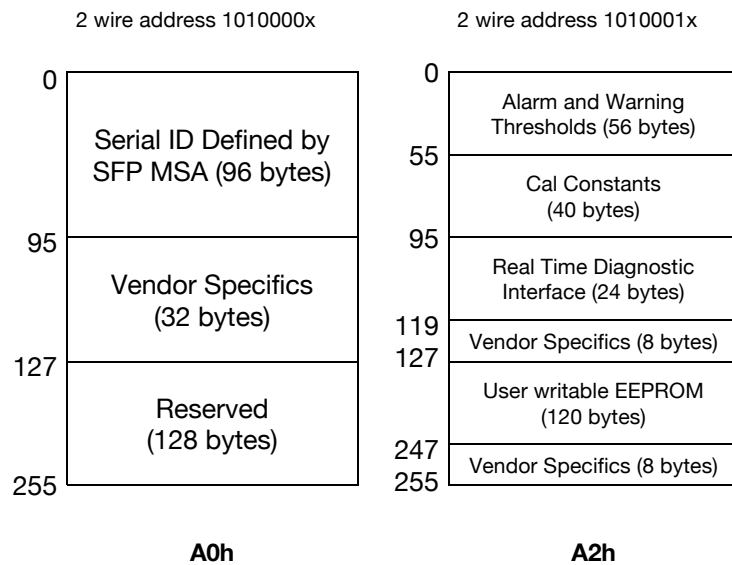 2 wire address 1010000x
0
Serial ID Defined by
SFP MSA (96 bytes)
95
Vendor Specifics
(32 bytes)
127
Reserved
(128 bytes)
255
A0h
2 wire address 1010001x
0
Alarm and Warning
Thresholds (56 bytes)
55
Cal Constants
(40 bytes)
95
Real Time Diagnostic
Interface (24 bytes)
119
Vendor Specifics (8 bytes)
127
User writable EEPROM
(120 bytes)
247
Vendor Specifics (8 bytes)
255
A2h